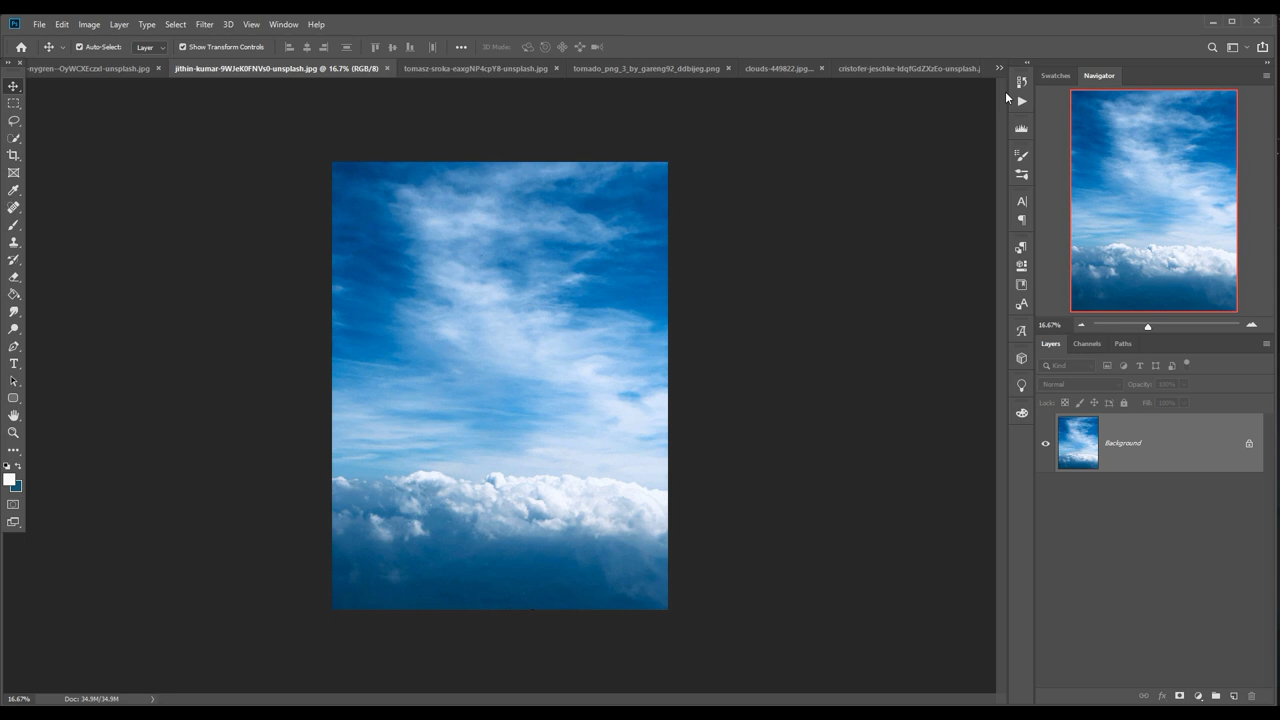 Ps File Edit Image Layer Type Select Filter 3D View Window Help
Auto-Select: Layer Show Transform Controls 3D Mode:
-nygren--OyWCXEczxI-unsplash.jpg jithin-kumar-9WJeK0FNVs0-unsplash.jpg @ 16.7% (RGB/8) tomasz-sroka-eaxgNP4cpY8-unsplash.jpg tornado_png_3_by_gareng92_ddbijeg.png clouds-449822.jpg... cristofer-jeschke-ldqfGdZXzEo-unsplash.j
Swatches Navigator
16.67%
Layers Channels Paths
Kind
Normal Opacity: 100%
Lock: Fill: 100%
Background
16.67% Doc: 34.9M/34.9M